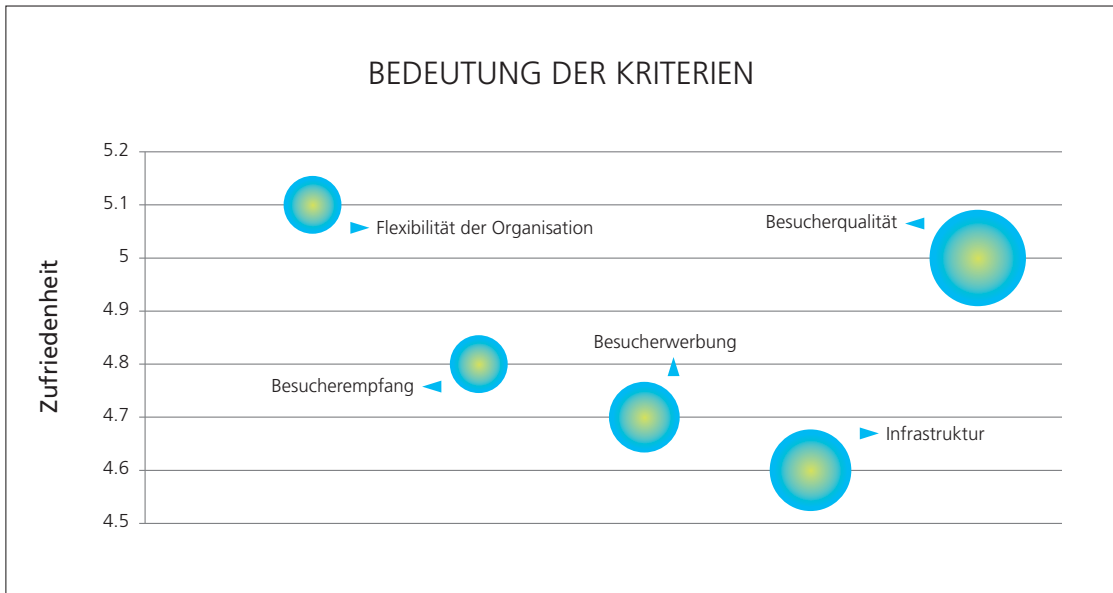 BEDEUTUNG DER KRITERIEN
Zufriedenheit
5.2
5.1
5
4.9
4.8
4.7
4.6
4.5
Flexibilität der Organisation
Besucherqualität
Besucherwerbung
Besucherempfang
Infrastruktur